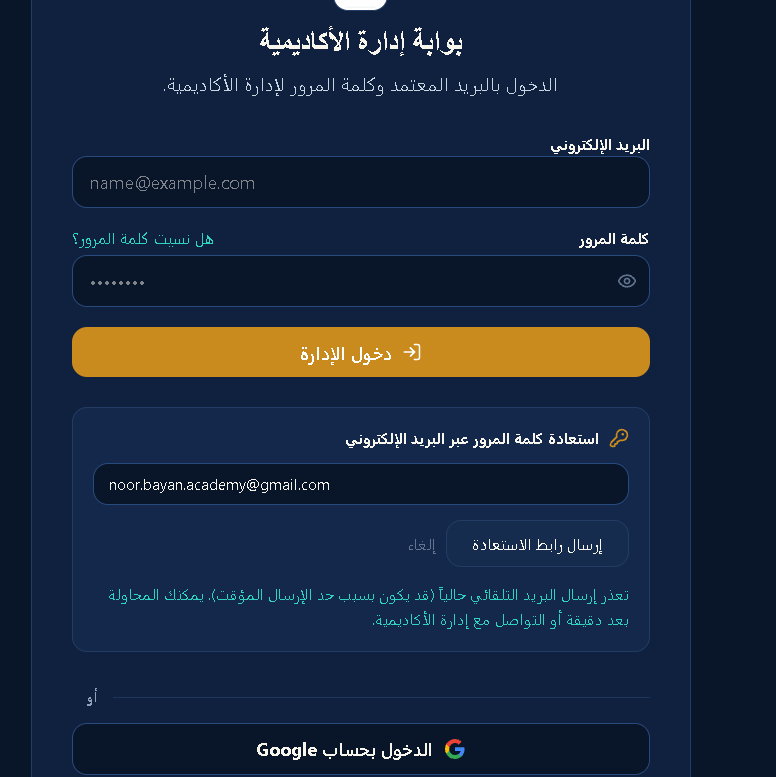 بوابة إدارة الأكاديمية
الدخول بالبريد المعتمد وكلمة المرور لإدارة الأكاديمية.
البريد الإلكتروني
name@example.com
كلمة المرور
هل نسيت كلمة المرور؟
••••••••
دخول الإدارة
استعادة كلمة المرور عبر البريد الإلكتروني
noor.bayan.academy@gmail.com
إرسال رابط الاستعادة
إلغاء
تعذر إرسال البريد التلقائي حالياً (قد يكون بسبب حد الإرسال المؤقت). يمكنك المحاولة
بعد دقيقة أو التواصل مع إدارة الأكاديمية.
أو
الدخول بحساب Google